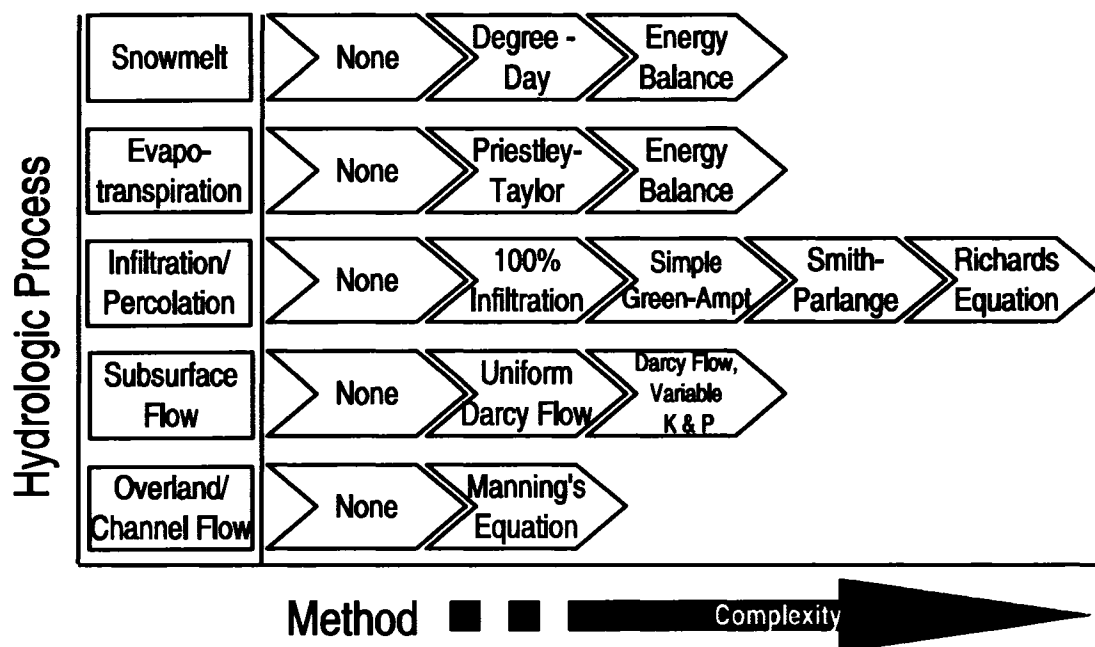 Hydrologic Process
Snowmelt
None
Degree -
Day
Energy
Balance
Evapo-
transpiration
None
Priestley-
Taylor
Energy
Balance
Infiltration/
Percolation
None
100%
Infiltration
Simple
Green-Ampt
Smith-
Parlange
Richards
Equation
Subsurface
Flow
None
Uniform
Darcy Flow
Darcy Flow,
Variable
K & P
Overland/
Channel Flow
None
Manning's
Equation
Method
Complexity